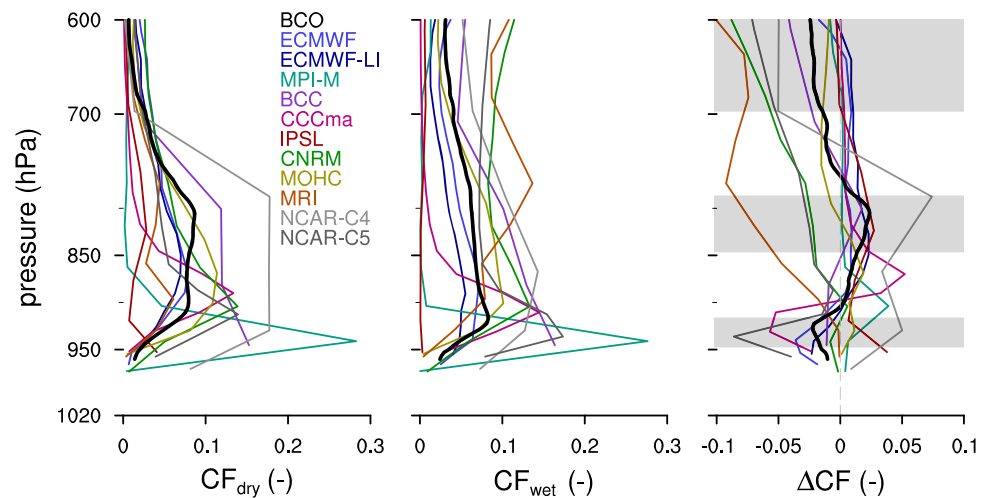 600
700
850
950
1020
pressure (hPa)
BCO
ECMWF
ECMWF-LI
MPI-M
BCC
CCCma
IPSL
CNRM
MOHC
MRI
NCAR-C4
NCAR-C5
0 0.1 0.2 0.3
CFdry (-)
0 0.1 0.2 0.3
CFwet (-)
-0.1 -0.05 0 0.05 0.1
ΔCF (-)